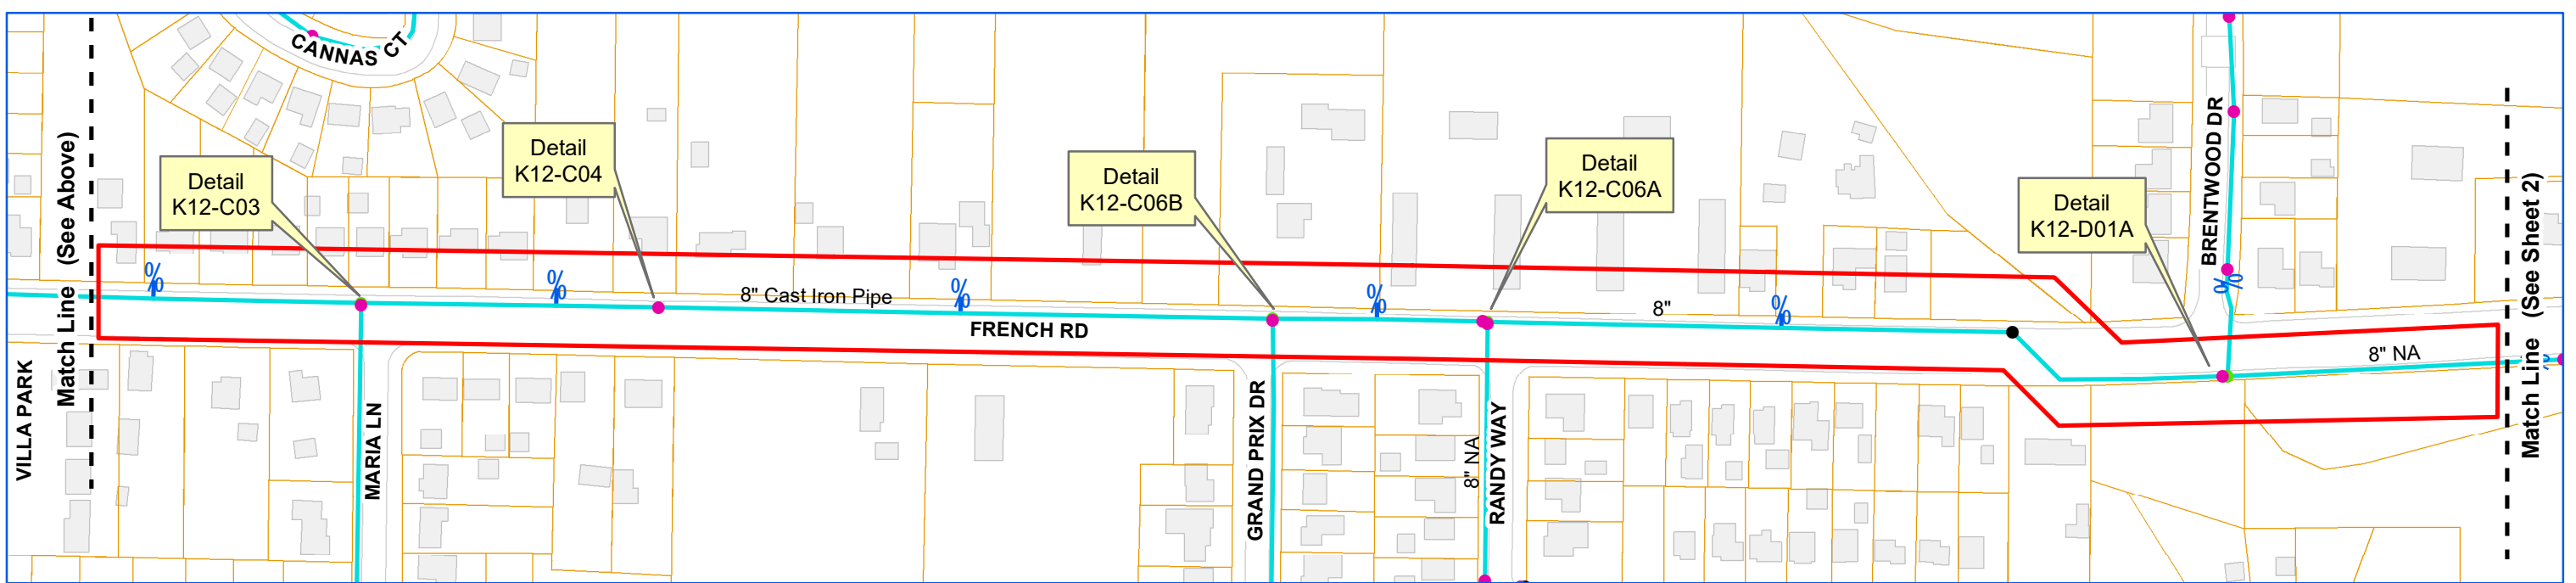 CANNAS CT
Match Line (See Above)
VILLA PARK
Detail
K12-C03
Detail
K12-C04
Detail
K12-C06B
Detail
K12-C06A
Detail
K12-D01A
BRENTWOOD DR
Match Line (See Sheet 2)
%
%
%
%
%
%
%
8" Cast Iron Pipe
8"
FRENCH RD
8" NA
MARIA LN
GRAND PRIX DR
8" NA
RANDY WAY